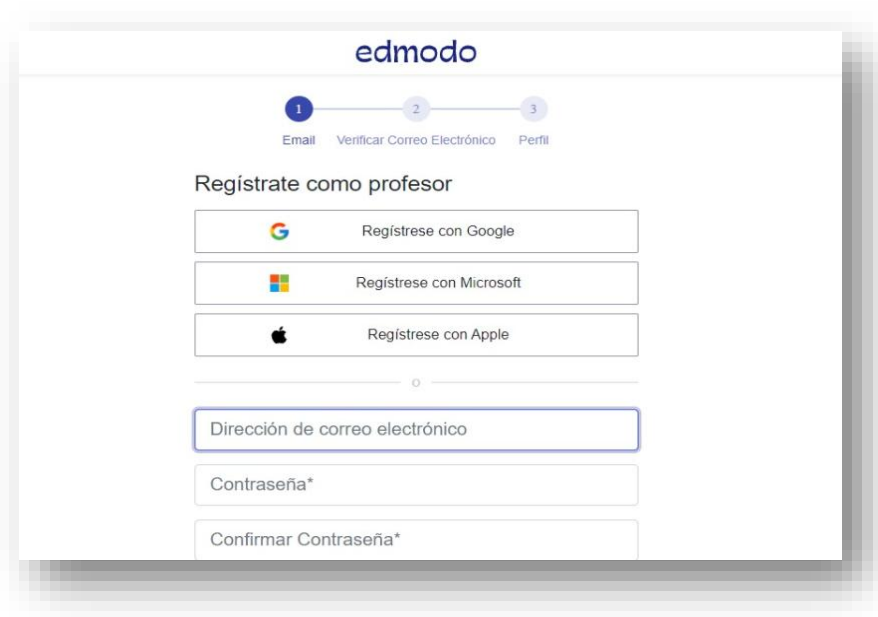 edmodo
1 2 3
Email Verificar Correo Electrónico Perfil
Regístrate como profesor
Regístrese con Google
Regístrese con Microsoft
Regístrese con Apple
o
Dirección de correo electrónico
Contraseña*
Confirmar Contraseña*